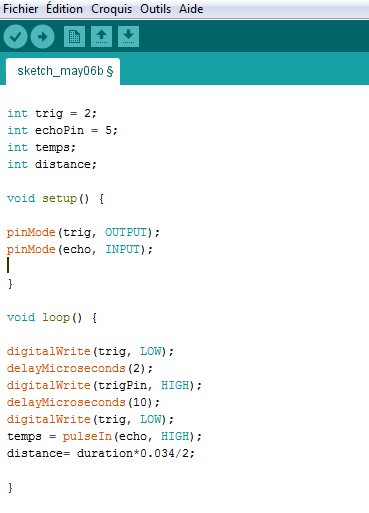 Fichier Édition Croquis Outils Aide
sketch_may06b §
int trig = 2;
int echoPin = 5;
int temps;
int distance;
void setup() {
pinMode(trig, OUTPUT);
pinMode(echo, INPUT);
}
void loop() {
digitalWrite(trig, LOW);
delayMicroseconds(2);
digitalWrite(trigPin, HIGH);
delayMicroseconds(10);
digitalWrite(trig, LOW);
temps = pulseIn(echo, HIGH);
distance= duration*0.034/2;
}